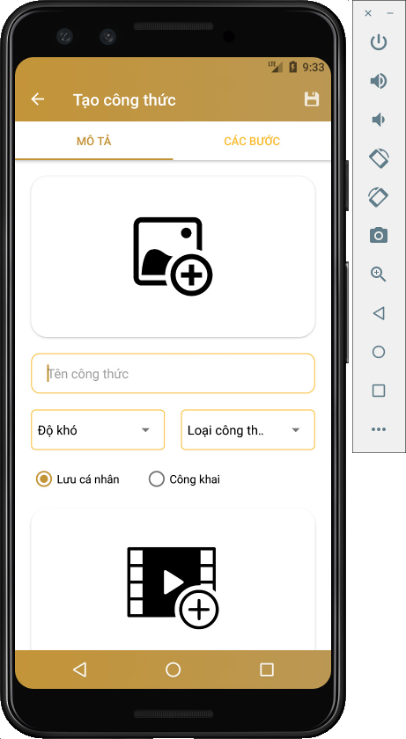 LTE 9:33
Tạo công thức
MÔ TẢ CÁC BƯỚC
Tên công thức
Độ khó Loại công th..
Lưu cá nhân Công khai